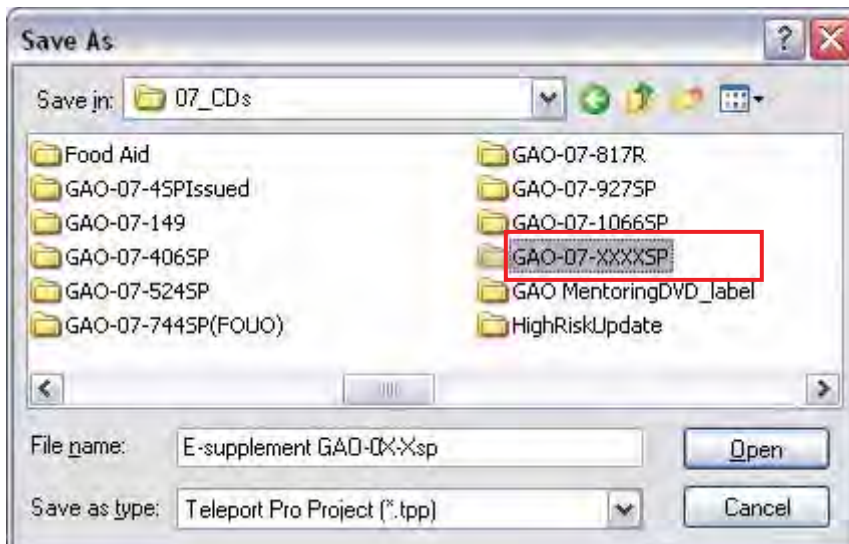 Save As
Save in: 07_CDs
Food Aid
GAO-07-4SPIssued
GAO-07-149
GAO-07-406SP
GAO-07-524SP
GAO-07-744SP(FOUO)
GAO-07-817R
GAO-07-927SP
GAO-07-1066SP
GAO-07-XXXXSP
GAO MentoringDVD_label
HighRiskUpdate
File name: E-supplement GAO-0X-Xsp
Open
Save as type: Teleport Pro Project (*.tpp)
Cancel